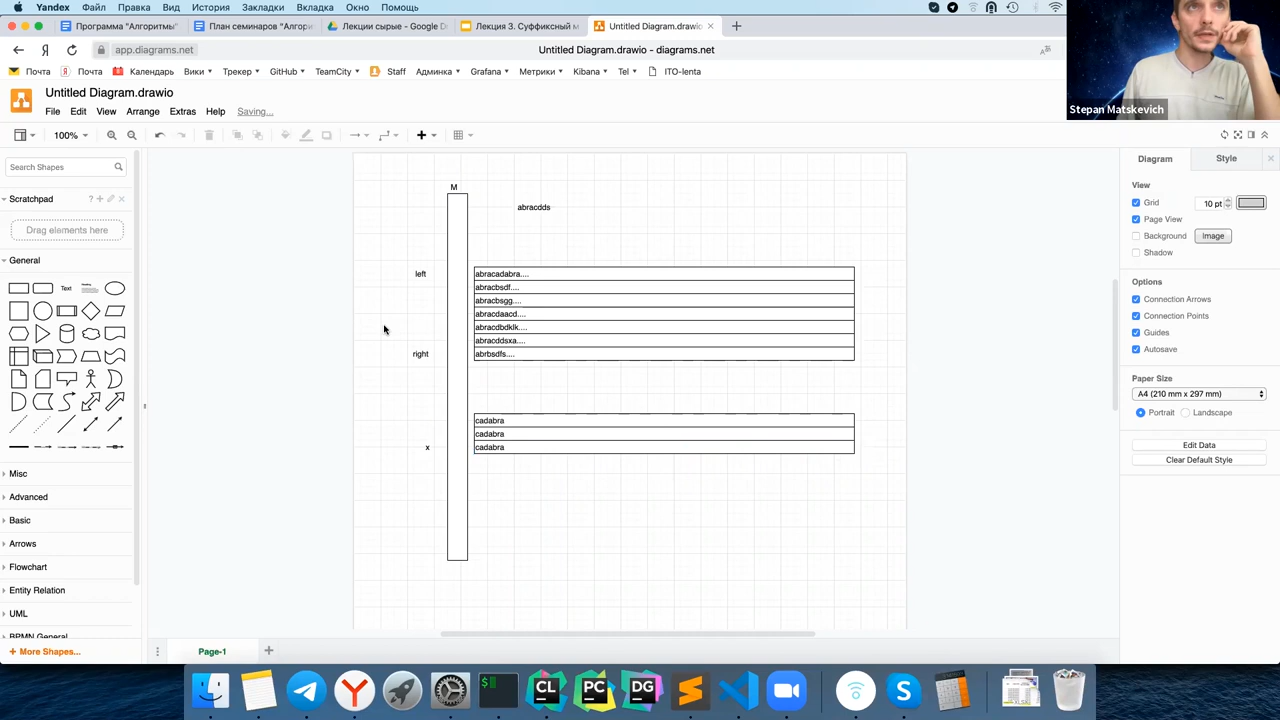 Yandex Файл Правка Вид История Закладки Вкладка Окно Помощь
Программа "Алгоритмы" План семинаров "Алгори Лекции сырые - Google D Лекция 3. Суффиксный м Untitled Diagram.drawio
app.diagrams.net Untitled Diagram.drawio - diagrams.net
Почта Почта Календарь Вики Трекер GitHub TeamCity Staff Админка Grafana Метрики Kibana Tel ITO-lenta
Stepan Matskevich
Untitled Diagram.drawio
File Edit View Arrange Extras Help Saving...
100%
Search Shapes
Scratchpad
Drag elements here
General
Text
Misc
Advanced
Basic
Arrows
Flowchart
Entity Relation
UML
BPMN General
+ More Shapes...
M
abracdds
left abracadabra....
abracbsdf....
abracbsgg....
abracdaacd....
abracdbdklk....
abracddsxa....
right abrbsdfs....
cadabra
cadabra
x cadabra
Page-1
Diagram Style
View
Grid 10 pt
Page View
Background Image
Shadow
Options
Connection Arrows
Connection Points
Guides
Autosave
Paper Size
A4 (210 mm x 297 mm)
Portrait Landscape
Edit Data
Clear Default Style
CL PC DG